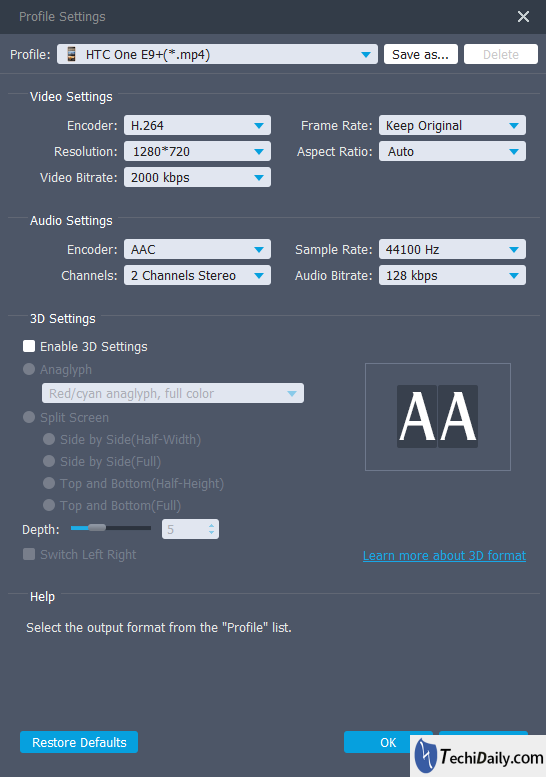 Profile Settings
Profile: HTC One E9+(*.mp4) Save as... Delete
Video Settings
Encoder: H.264 Frame Rate: Keep Original
Resolution: 1280*720 Aspect Ratio: Auto
Video Bitrate: 2000 kbps
Audio Settings
Encoder: AAC Sample Rate: 44100 Hz
Channels: 2 Channels Stereo Audio Bitrate: 128 kbps
3D Settings
Enable 3D Settings
Anaglyph
Red/cyan anaglyph, full color
Split Screen
Side by Side(Half-Width)
Side by Side(Full)
Top and Bottom(Half-Height)
Top and Bottom(Full)
AA
Depth: 5
Switch Left Right Learn more about 3D format
Help
Select the output format from the "Profile" list.
Restore Defaults OK
TechiDaily.com